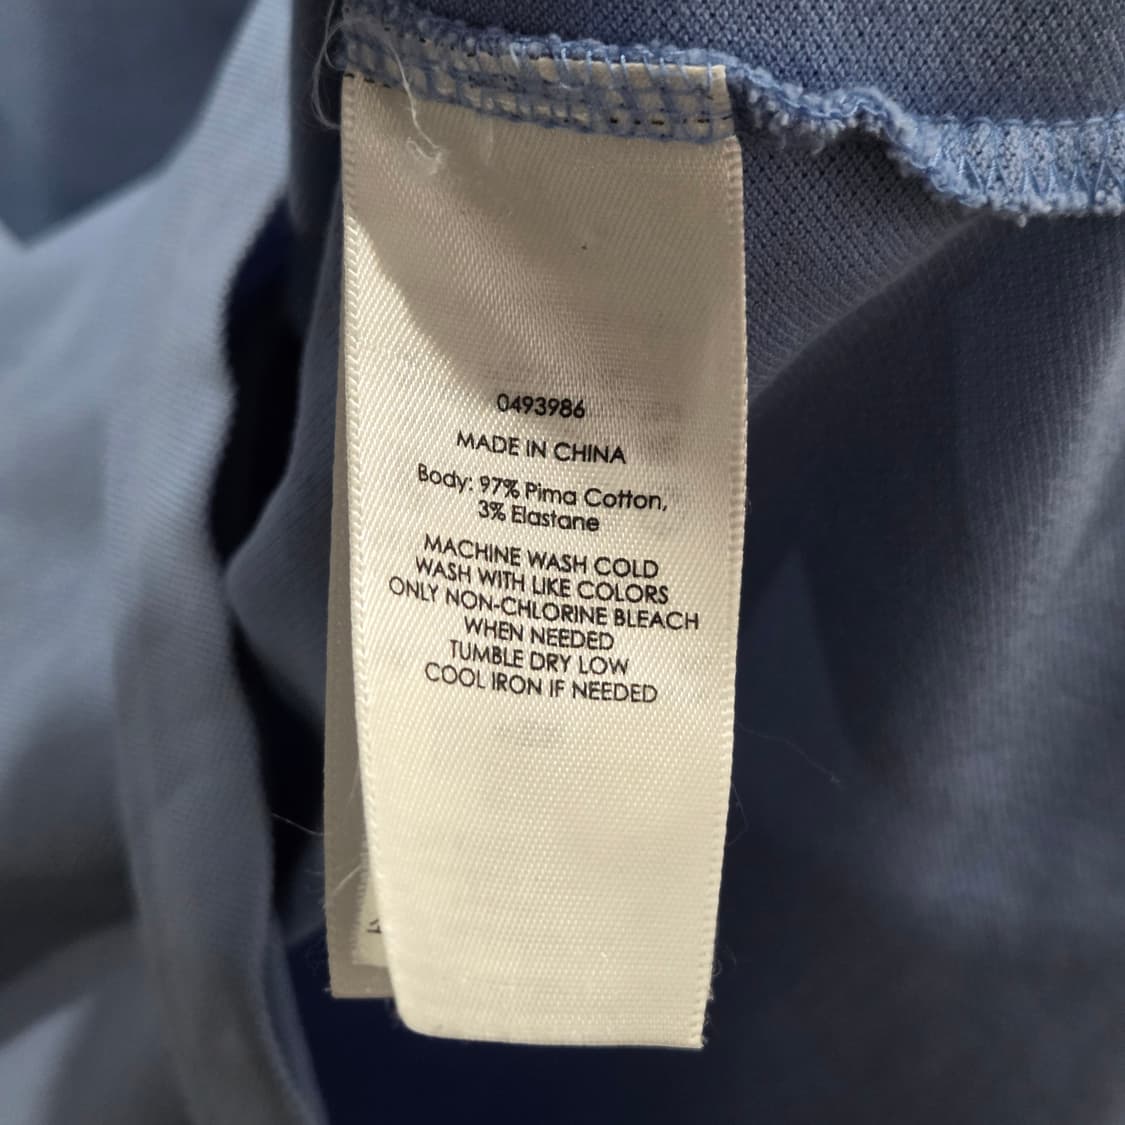 0493986
MADE IN CHINA
Body: 97% Pima Cotton,
3% Elastane
MACHINE WASH COLD
WASH WITH LIKE COLORS
ONLY NON-CHLORINE BLEACH
WHEN NEEDED
TUMBLE DRY LOW
COOL IRON IF NEEDED